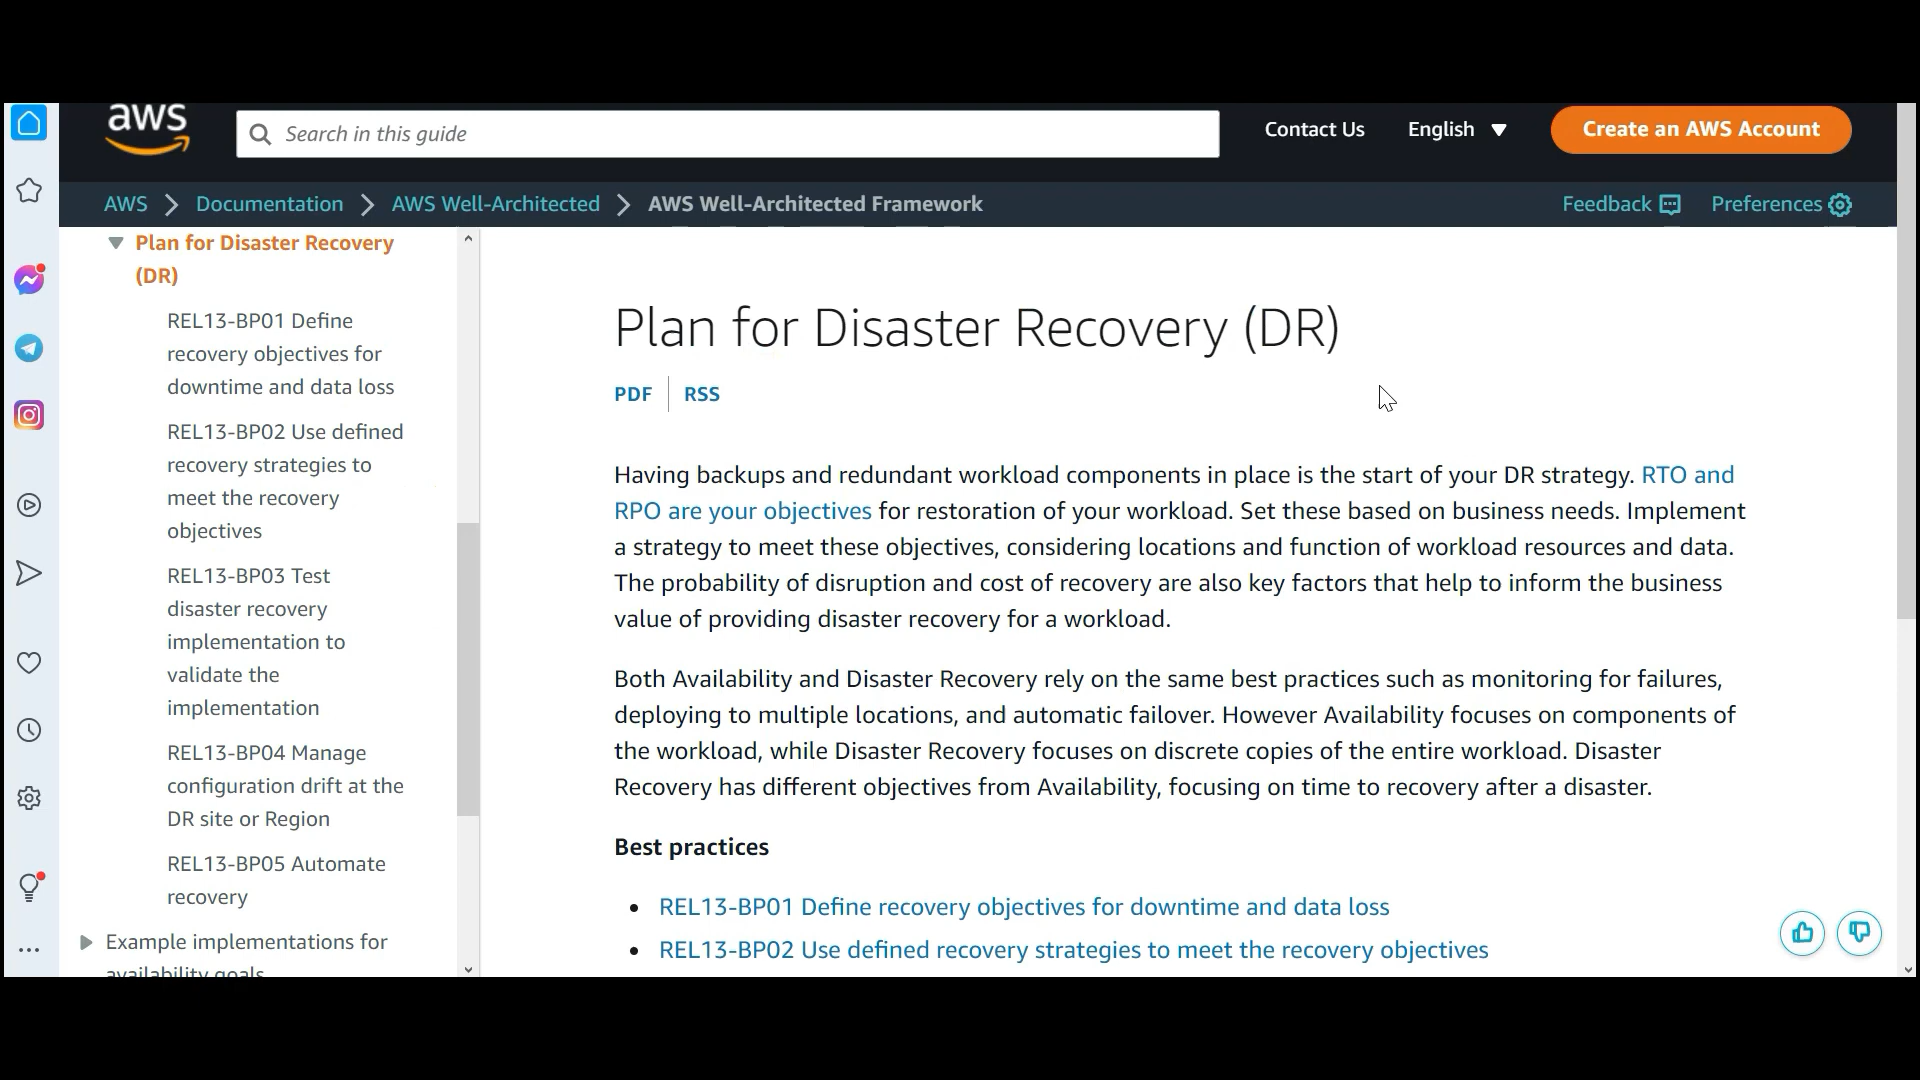 aws
Search in this guide
Contact Us
English
Create an AWS Account
AWS
Documentation
AWS Well-Architected
AWS Well-Architected Framework
Feedback
Preferences
Plan for Disaster Recovery
(DR)
REL13-BP01 Define
recovery objectives for
downtime and data loss
REL13-BP02 Use defined
recovery strategies to
meet the recovery
objectives
REL13-BP03 Test
disaster recovery
implementation to
validate the
implementation
REL13-BP04 Manage
configuration drift at the
DR site or Region
REL13-BP05 Automate
recovery
Example implementations for
availability goals
Plan for Disaster Recovery (DR)
PDF
RSS
Having backups and redundant workload components in place is the start of your DR strategy. RTO and
RPO are your objectives for restoration of your workload. Set these based on business needs. Implement
a strategy to meet these objectives, considering locations and function of workload resources and data.
The probability of disruption and cost of recovery are also key factors that help to inform the business
value of providing disaster recovery for a workload.
Both Availability and Disaster Recovery rely on the same best practices such as monitoring for failures,
deploying to multiple locations, and automatic failover. However Availability focuses on components of
the workload, while Disaster Recovery focuses on discrete copies of the entire workload. Disaster
Recovery has different objectives from Availability, focusing on time to recovery after a disaster.
Best practices
• REL13-BP01 Define recovery objectives for downtime and data loss
• REL13-BP02 Use defined recovery strategies to meet the recovery objectives